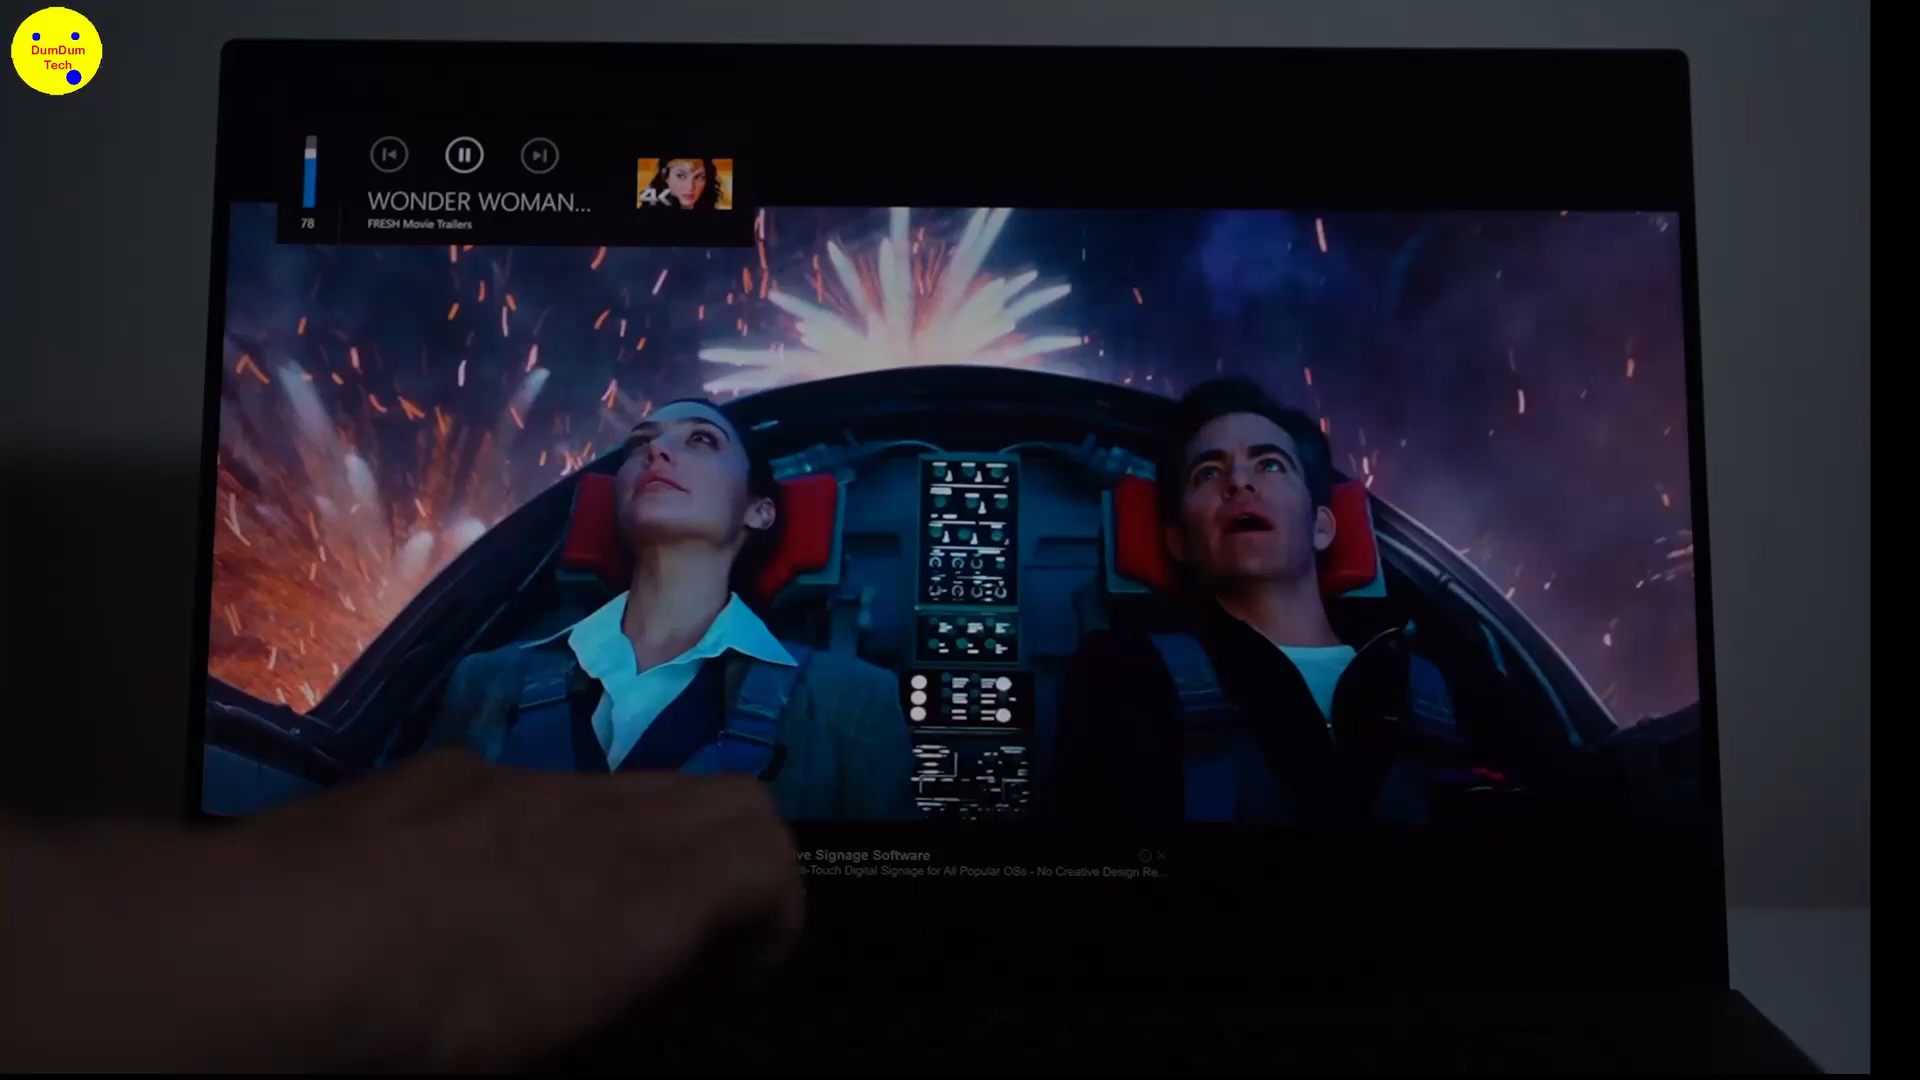 DumDum
Tech
WONDER WOMAN...
FRESH Movie Trailers
78
4K
ve Signage Software
-Touch Digital Signage for All Popular OSs - No Creative Design Re...